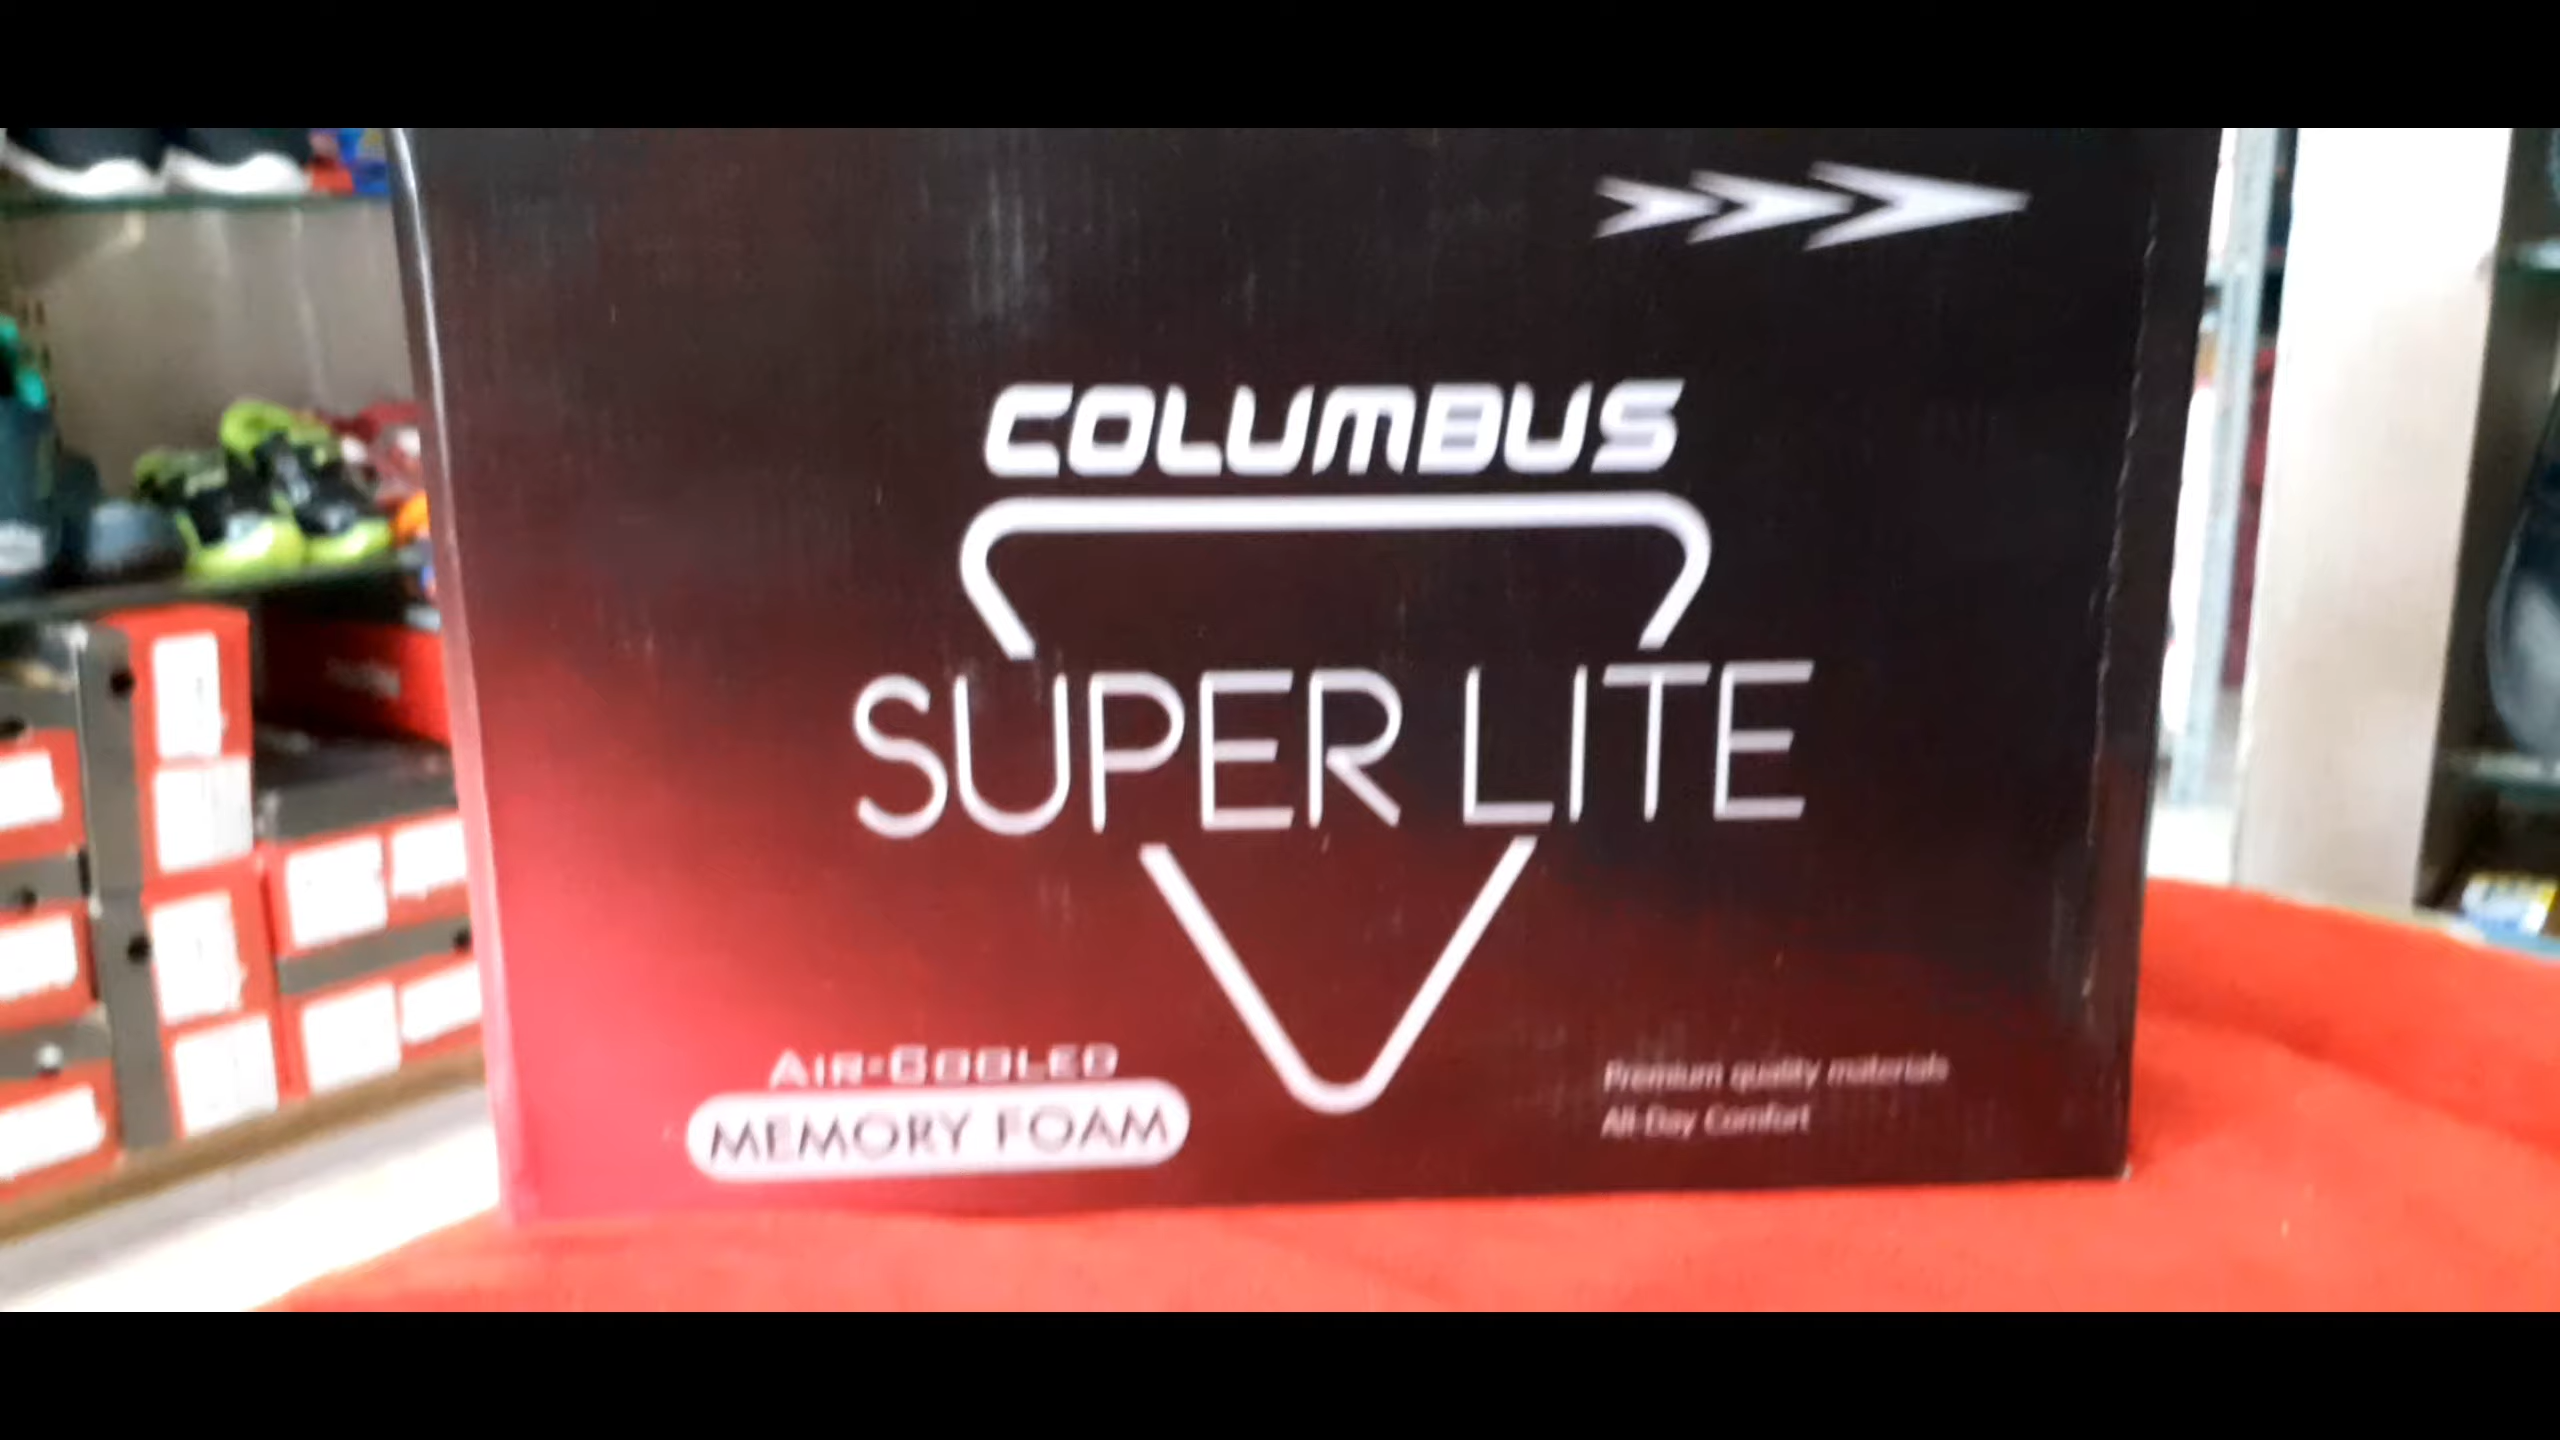 COLUMBUS
SUPER LITE
AIR-COOLED
MEMORY FOAM
Premium quality materials
All-Day Comfort